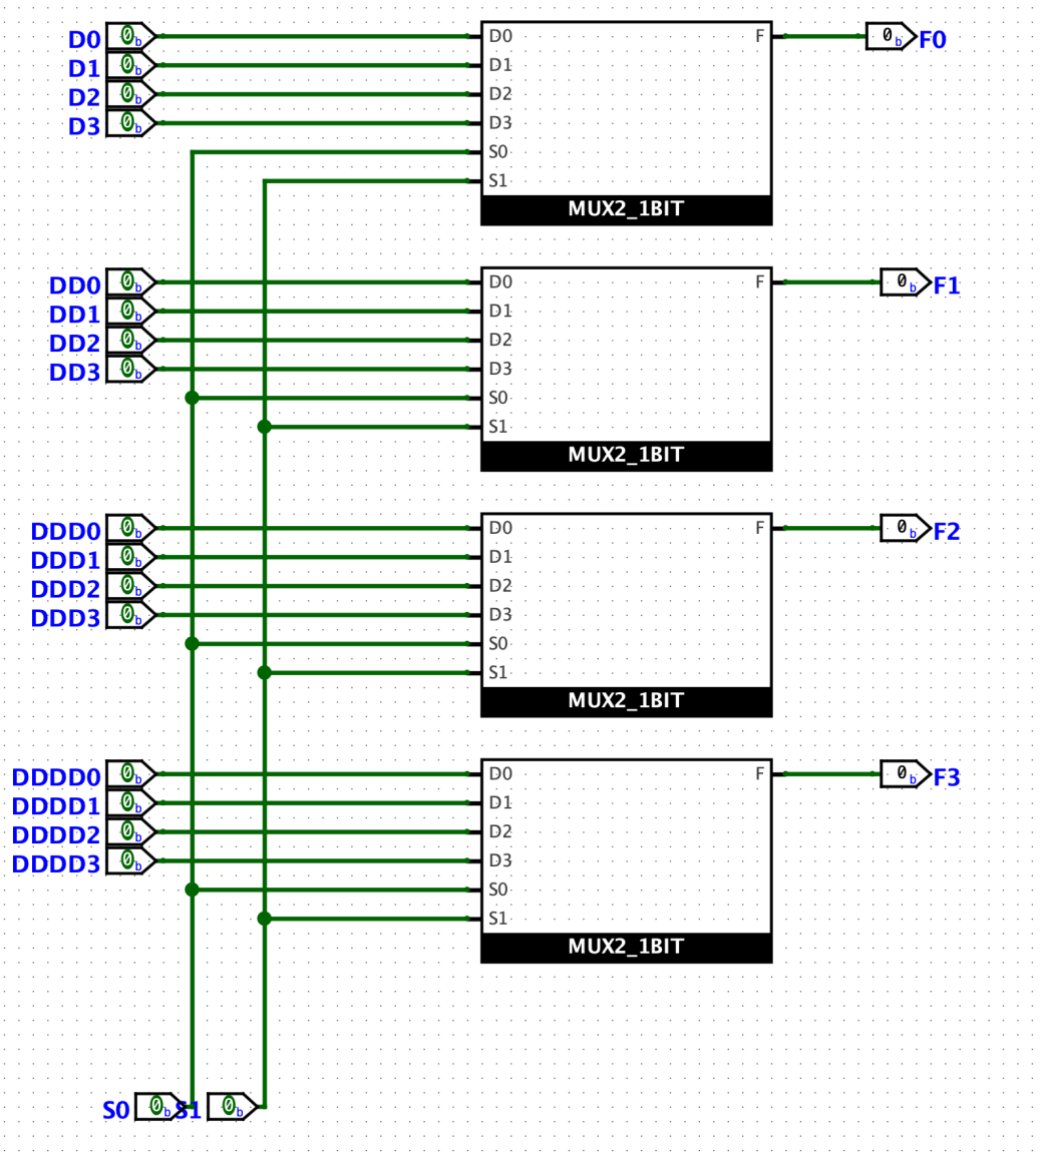 D0 0b D0 F 0b F0
D1 0b D1
D2 0b D2
D3 0b D3
S0
S1
MUX2_1BIT
DD0 0b D0 F 0b F1
DD1 0b D1
DD2 0b D2
DD3 0b D3
S0
S1
MUX2_1BIT
DDD0 0b D0 F 0b F2
DDD1 0b D1
DDD2 0b D2
DDD3 0b D3
S0
S1
MUX2_1BIT
DDDD0 0b D0 F 0b F3
DDDD1 0b D1
DDDD2 0b D2
DDDD3 0b D3
S0
S1
MUX2_1BIT
S0 0b S1 0b